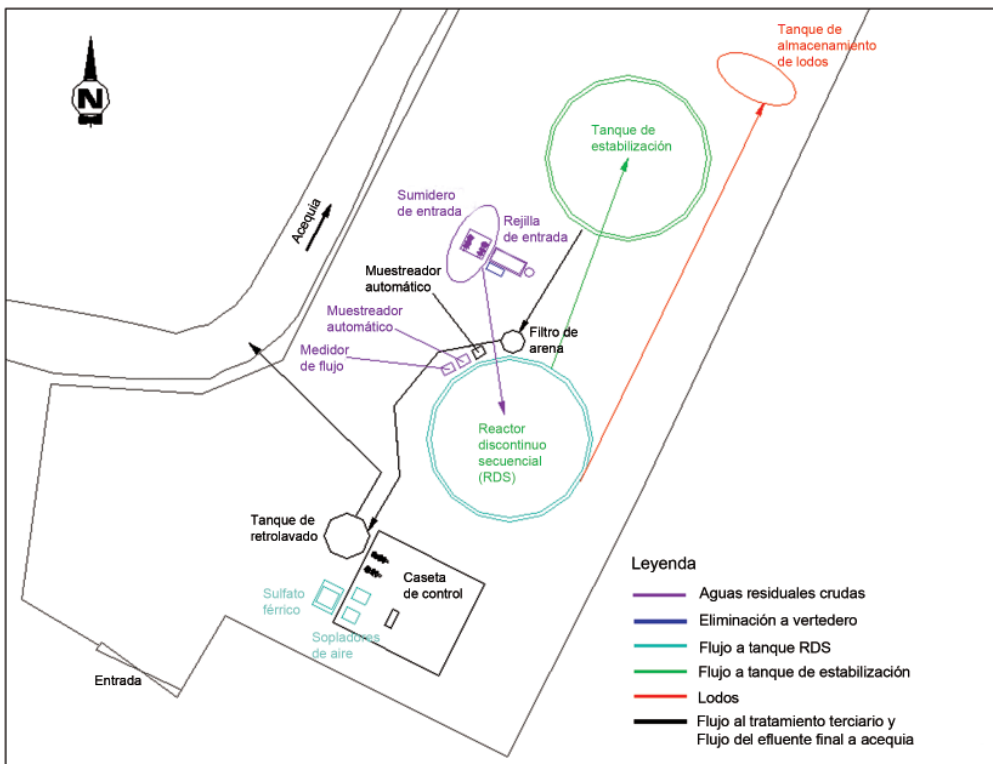 Tanque de
almacenamiento
de lodos
N
Tanque de
estabilización
Sumidero
de entrada
Rejilla
de entrada
Acequia
Muestreador
automático
Muestreador
automático
Filtro de
arena
Medidor
de flujo
Reactor
discontinuo
secuencial
(RDS)
Tanque de
retrolavado
Caseta
de control
Sulfato
férrico
Sopladores
de aire
Entrada
Leyenda
Aguas residuales crudas
Eliminación a vertedero
Flujo a tanque RDS
Flujo a tanque de estabilización
Lodos
Flujo al tratamiento terciario y
Flujo del efluente final a acequia